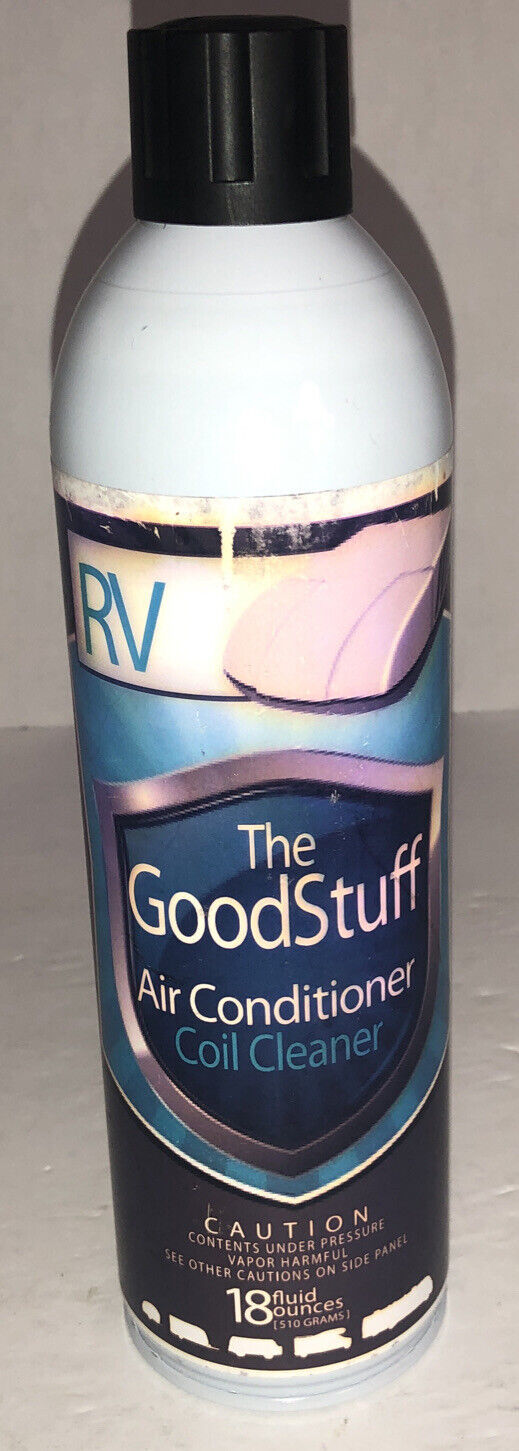 RV
The
GoodStuff
Air Conditioner
Coil Cleaner
CAUTION
CONTENTS UNDER PRESSURE
VAPOR HARMFUL
SEE OTHER CAUTIONS ON SIDE PANEL
18 fluid ounces
[510 GRAMS]